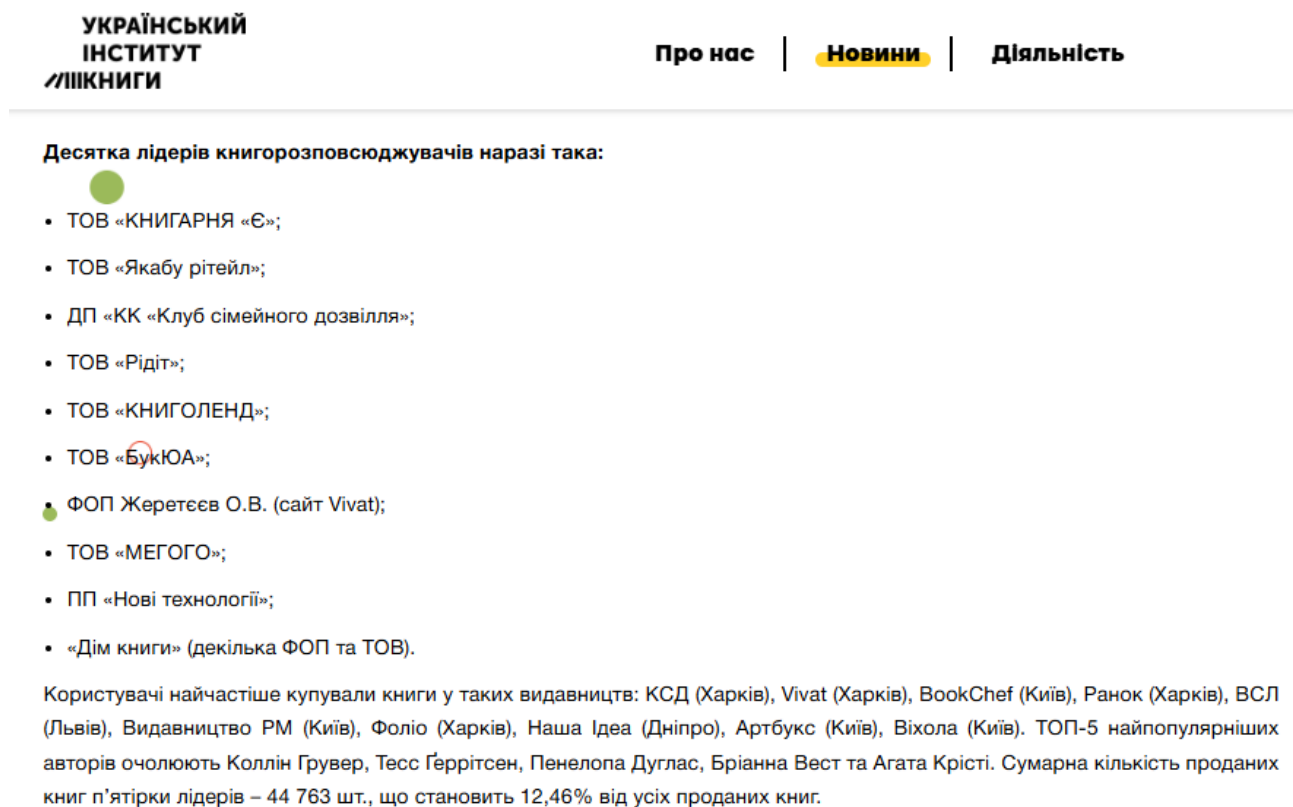 УКРАЇНСЬКИЙ
ІНСТИТУТ
КНИГИ
Про нас
Новини
Діяльність
Десятка лідерів книгорозповсюджувачів наразі така:
• ТОВ «КНИГАРНЯ «Є»;
• ТОВ «Якабу рітейл»;
• ДП «КК «Клуб сімейного дозвілля»;
• ТОВ «Рідіт»;
• ТОВ «КНИГОЛЕНД»;
• ТОВ «БукЮА»;
• ФОП Жеретєєв О.В. (сайт Vivat);
• ТОВ «МЕГОГО»;
• ПП «Нові технології»;
• «Дім книги» (декілька ФОП та ТОВ).
Користувачі найчастіше купували книги у таких видавництв: КСД (Харків), Vivat (Харків), BookChef (Київ), Ранок (Харків), ВСЛ
(Львів), Видавництво РМ (Київ), Фоліо (Харків), Наша Ідеа (Дніпро), Артбукс (Київ), Віхола (Київ). ТОП-5 найпопулярніших
авторів очолюють Коллін Грувер, Тесс Ґеррітсен, Пенелопа Дуглас, Бріанна Вест та Агата Крісті. Сумарна кількість проданих
книг п’ятірки лідерів – 44 763 шт., що становить 12,46% від усіх проданих книг.